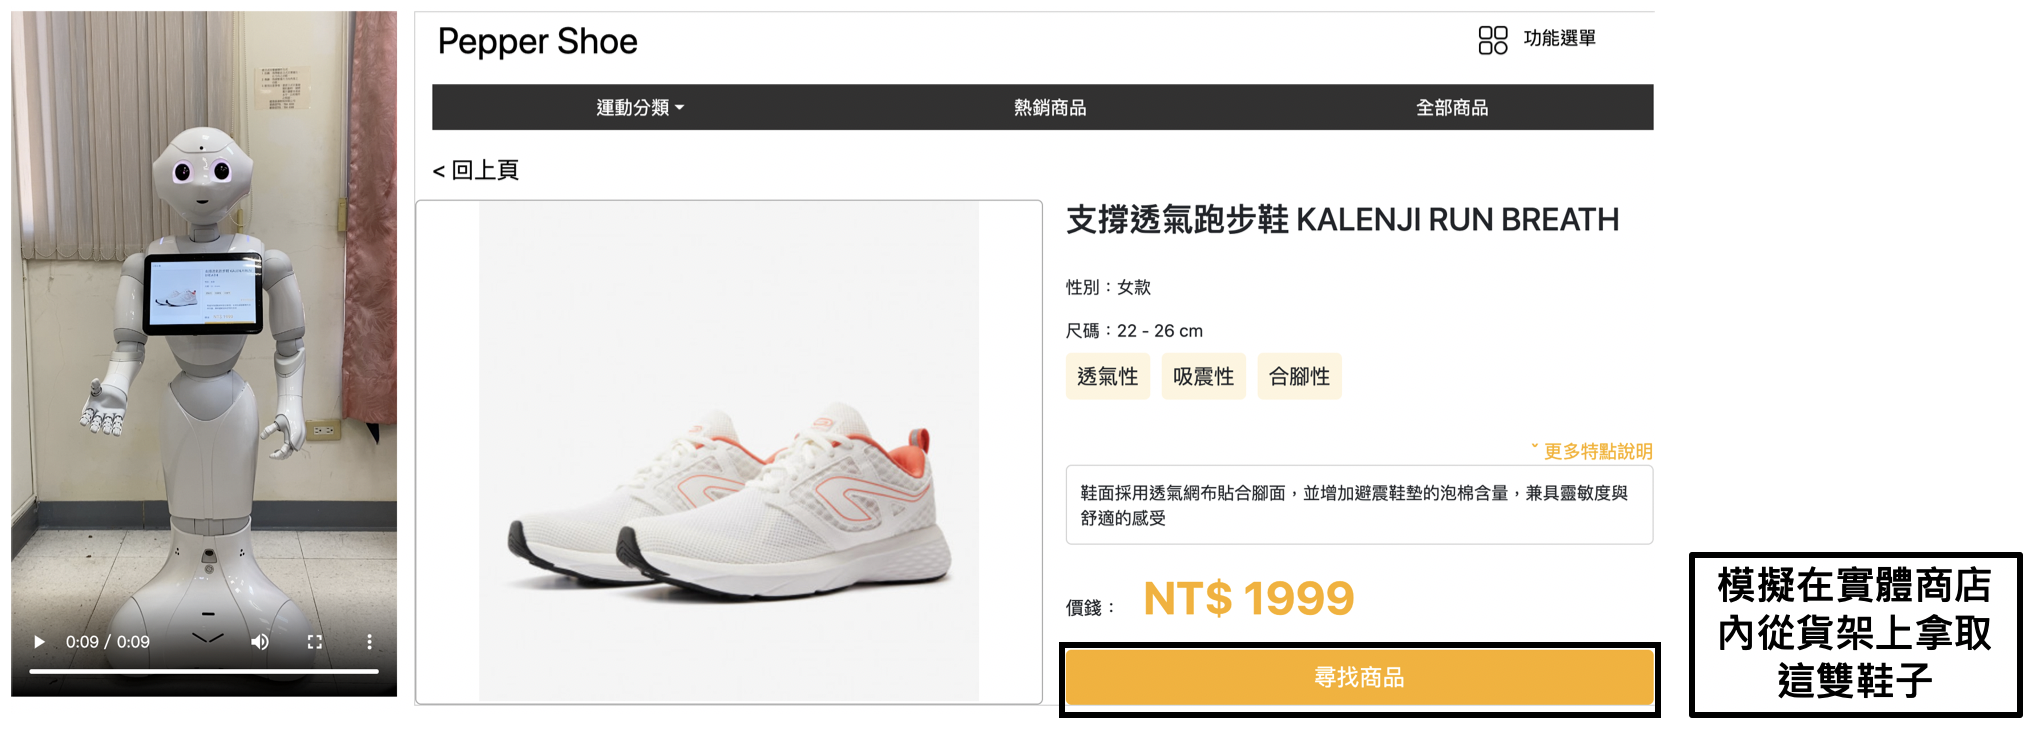 Pepper Shoe
功能選單
運動分類
熱銷商品
全部商品
< 回上頁
支撐透氣跑步鞋 KALENJI RUN BREATH
性別：女款
尺碼：22 - 26 cm
透氣性 吸震性 合腳性
ˇ 更多特點說明
鞋面採用透氣網布貼合腳面，並增加避震鞋墊的泡棉含量，兼具靈敏度與
舒適的感受
價錢： NT$ 1999
尋找商品
0:09 / 0:09
模擬在實體商店
內從貨架上拿取
這雙鞋子